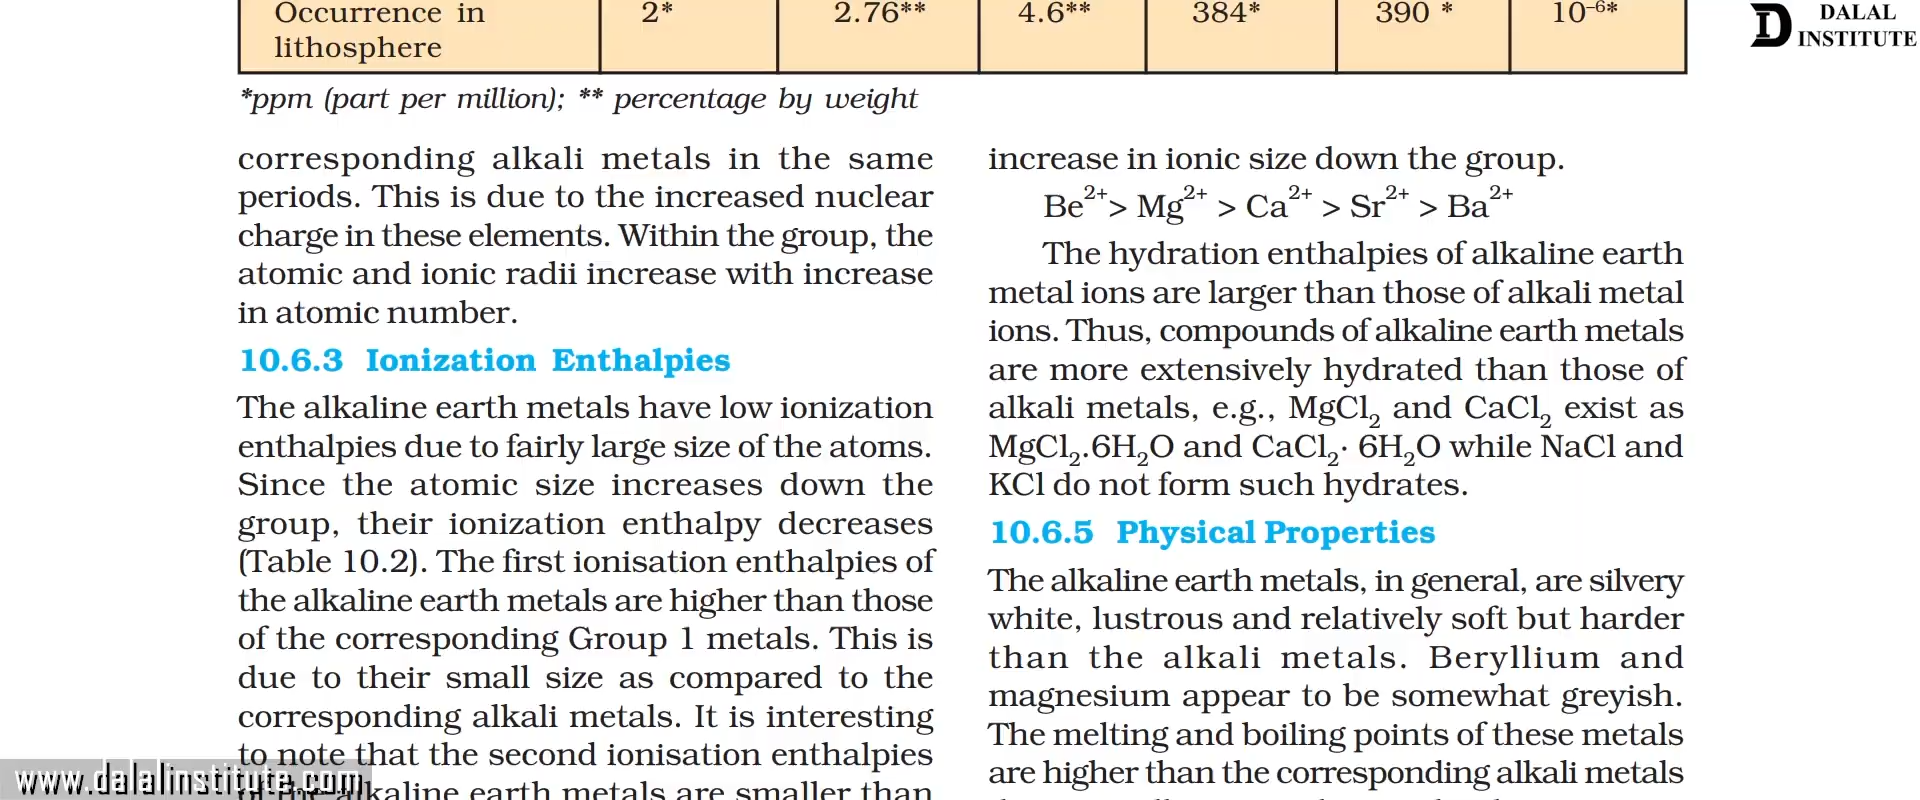 Occurrence in 2* 2.76** 4.6** 384* 390 * 10⁻⁶*
lithosphere
DALAL
INSTITUTE
*ppm (part per million); ** percentage by weight
corresponding alkali metals in the same
periods. This is due to the increased nuclear
charge in these elements. Within the group, the
atomic and ionic radii increase with increase
in atomic number.
10.6.3 Ionization Enthalpies
The alkaline earth metals have low ionization
enthalpies due to fairly large size of the atoms.
Since the atomic size increases down the
group, their ionization enthalpy decreases
(Table 10.2). The first ionisation enthalpies of
the alkaline earth metals are higher than those
of the corresponding Group 1 metals. This is
due to their small size as compared to the
corresponding alkali metals. It is interesting
to note that the second ionisation enthalpies
of the alkaline earth metals are smaller than
increase in ionic size down the group.
Be²⁺> Mg²⁺ > Ca²⁺ > Sr²⁺ > Ba²⁺
The hydration enthalpies of alkaline earth
metal ions are larger than those of alkali metal
ions. Thus, compounds of alkaline earth metals
are more extensively hydrated than those of
alkali metals, e.g., MgCl₂ and CaCl₂ exist as
MgCl₂.6H₂O and CaCl₂· 6H₂O while NaCl and
KCl do not form such hydrates.
10.6.5 Physical Properties
The alkaline earth metals, in general, are silvery
white, lustrous and relatively soft but harder
than the alkali metals. Beryllium and
magnesium appear to be somewhat greyish.
The melting and boiling points of these metals
are higher than the corresponding alkali metals
www.dalalinstitute.com